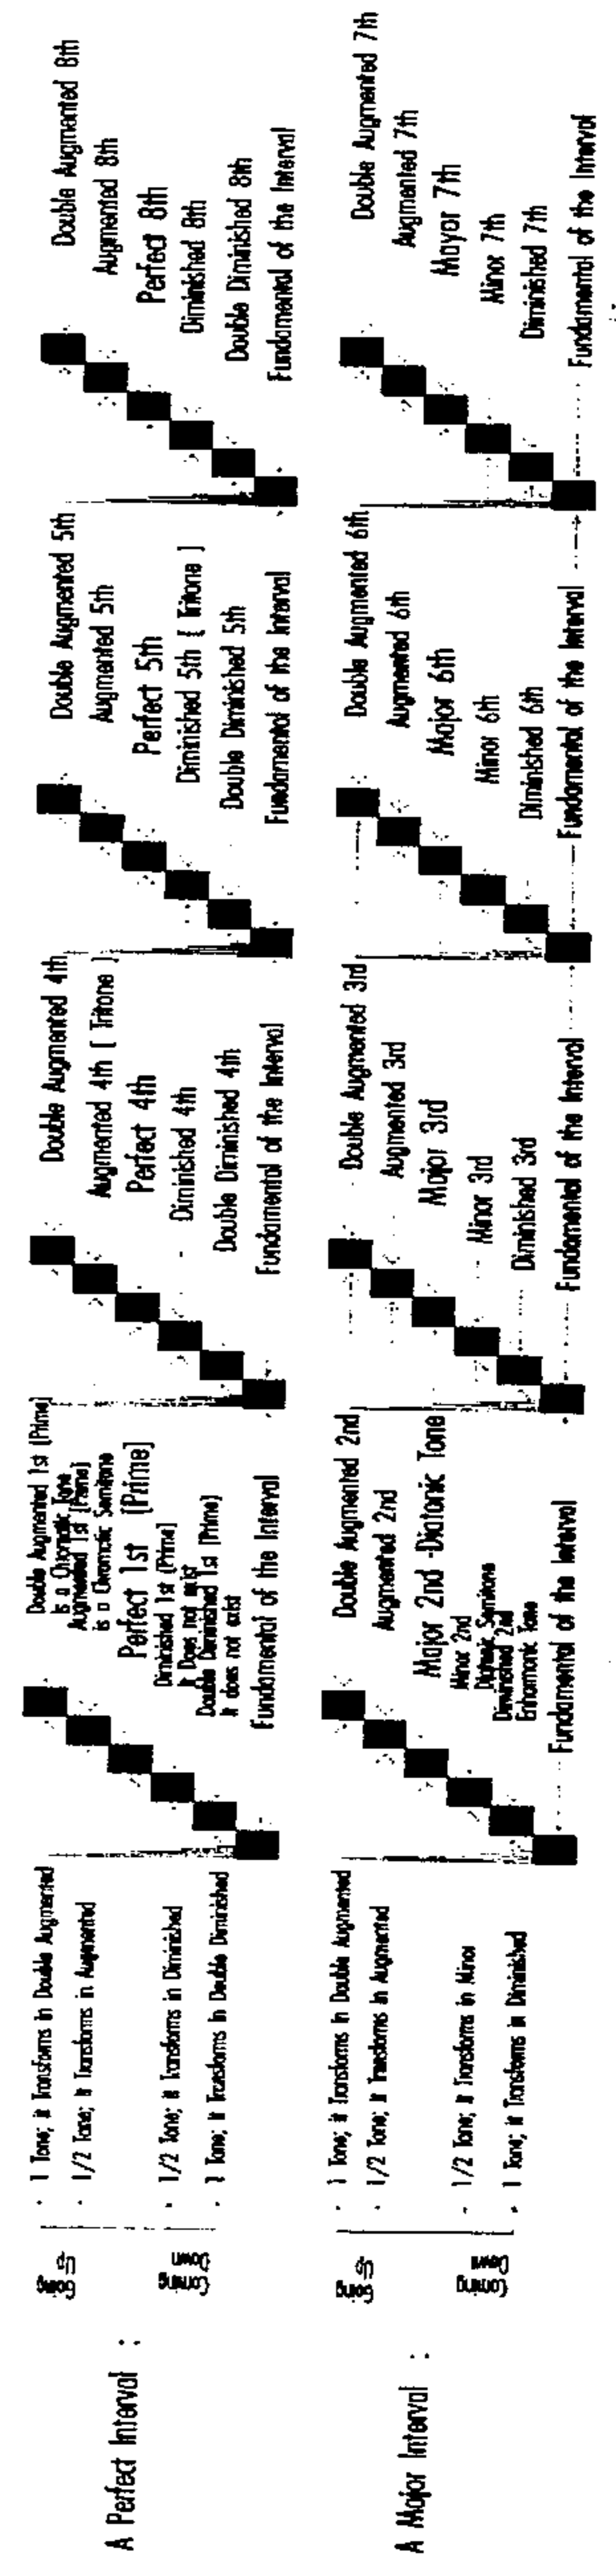 A Perfect Interval :
1 Tone; it Transforms in Double Augmented
1/2 Tone; it Transforms in Augmented
1/2 Tone; it Transforms in Diminished
1 Tone; it Transforms in Double Diminished
Double Augmented 1st [Prime]
is a Chromatic Tone
Augmented 1st [Prime]
is a Chromatic Semitone
Perfect 1st [Prime]
Diminished 1st [Prime]
It Does not exist
Double Diminished 1st [Prime]
It does not exist
Fundamental of the Interval
Double Augmented 4th
Augmented 4th [ Tritone ]
Perfect 4th
Diminished 4th
Double Diminished 4th
Fundamental of the Interval
Double Augmented 5th
Augmented 5th
Perfect 5th
Diminished 5th [ Tritone ]
Double Diminished 5th
Fundamental of the Interval
Double Augmented 8th
Augmented 8th
Perfect 8th
Diminished 8th
Double Diminished 8th
Fundamental of the Interval
A Major Interval :
1 Tone; it Transforms in Double Augmented
1/2 Tone; it Transforms in Augmented
1/2 Tone; it Transforms in Minor
1 Tone; it Transforms in Diminished
Double Augmented 2nd
Augmented 2nd
Major 2nd -Diatonic Tone
Minor 2nd
Diatonic Semitone
Diminished 2nd
Enharmonic Tone
Fundamental of the Interval
Double Augmented 3rd
Augmented 3rd
Major 3rd
Minor 3rd
Diminished 3rd
Fundamental of the Interval
Double Augmented 6th
Augmented 6th
Major 6th
Minor 6th
Diminished 6th
Fundamental of the Interval
Double Augmented 7th
Augmented 7th
Mayor 7th
Minor 7th
Diminished 7th
Fundamental of the Interval